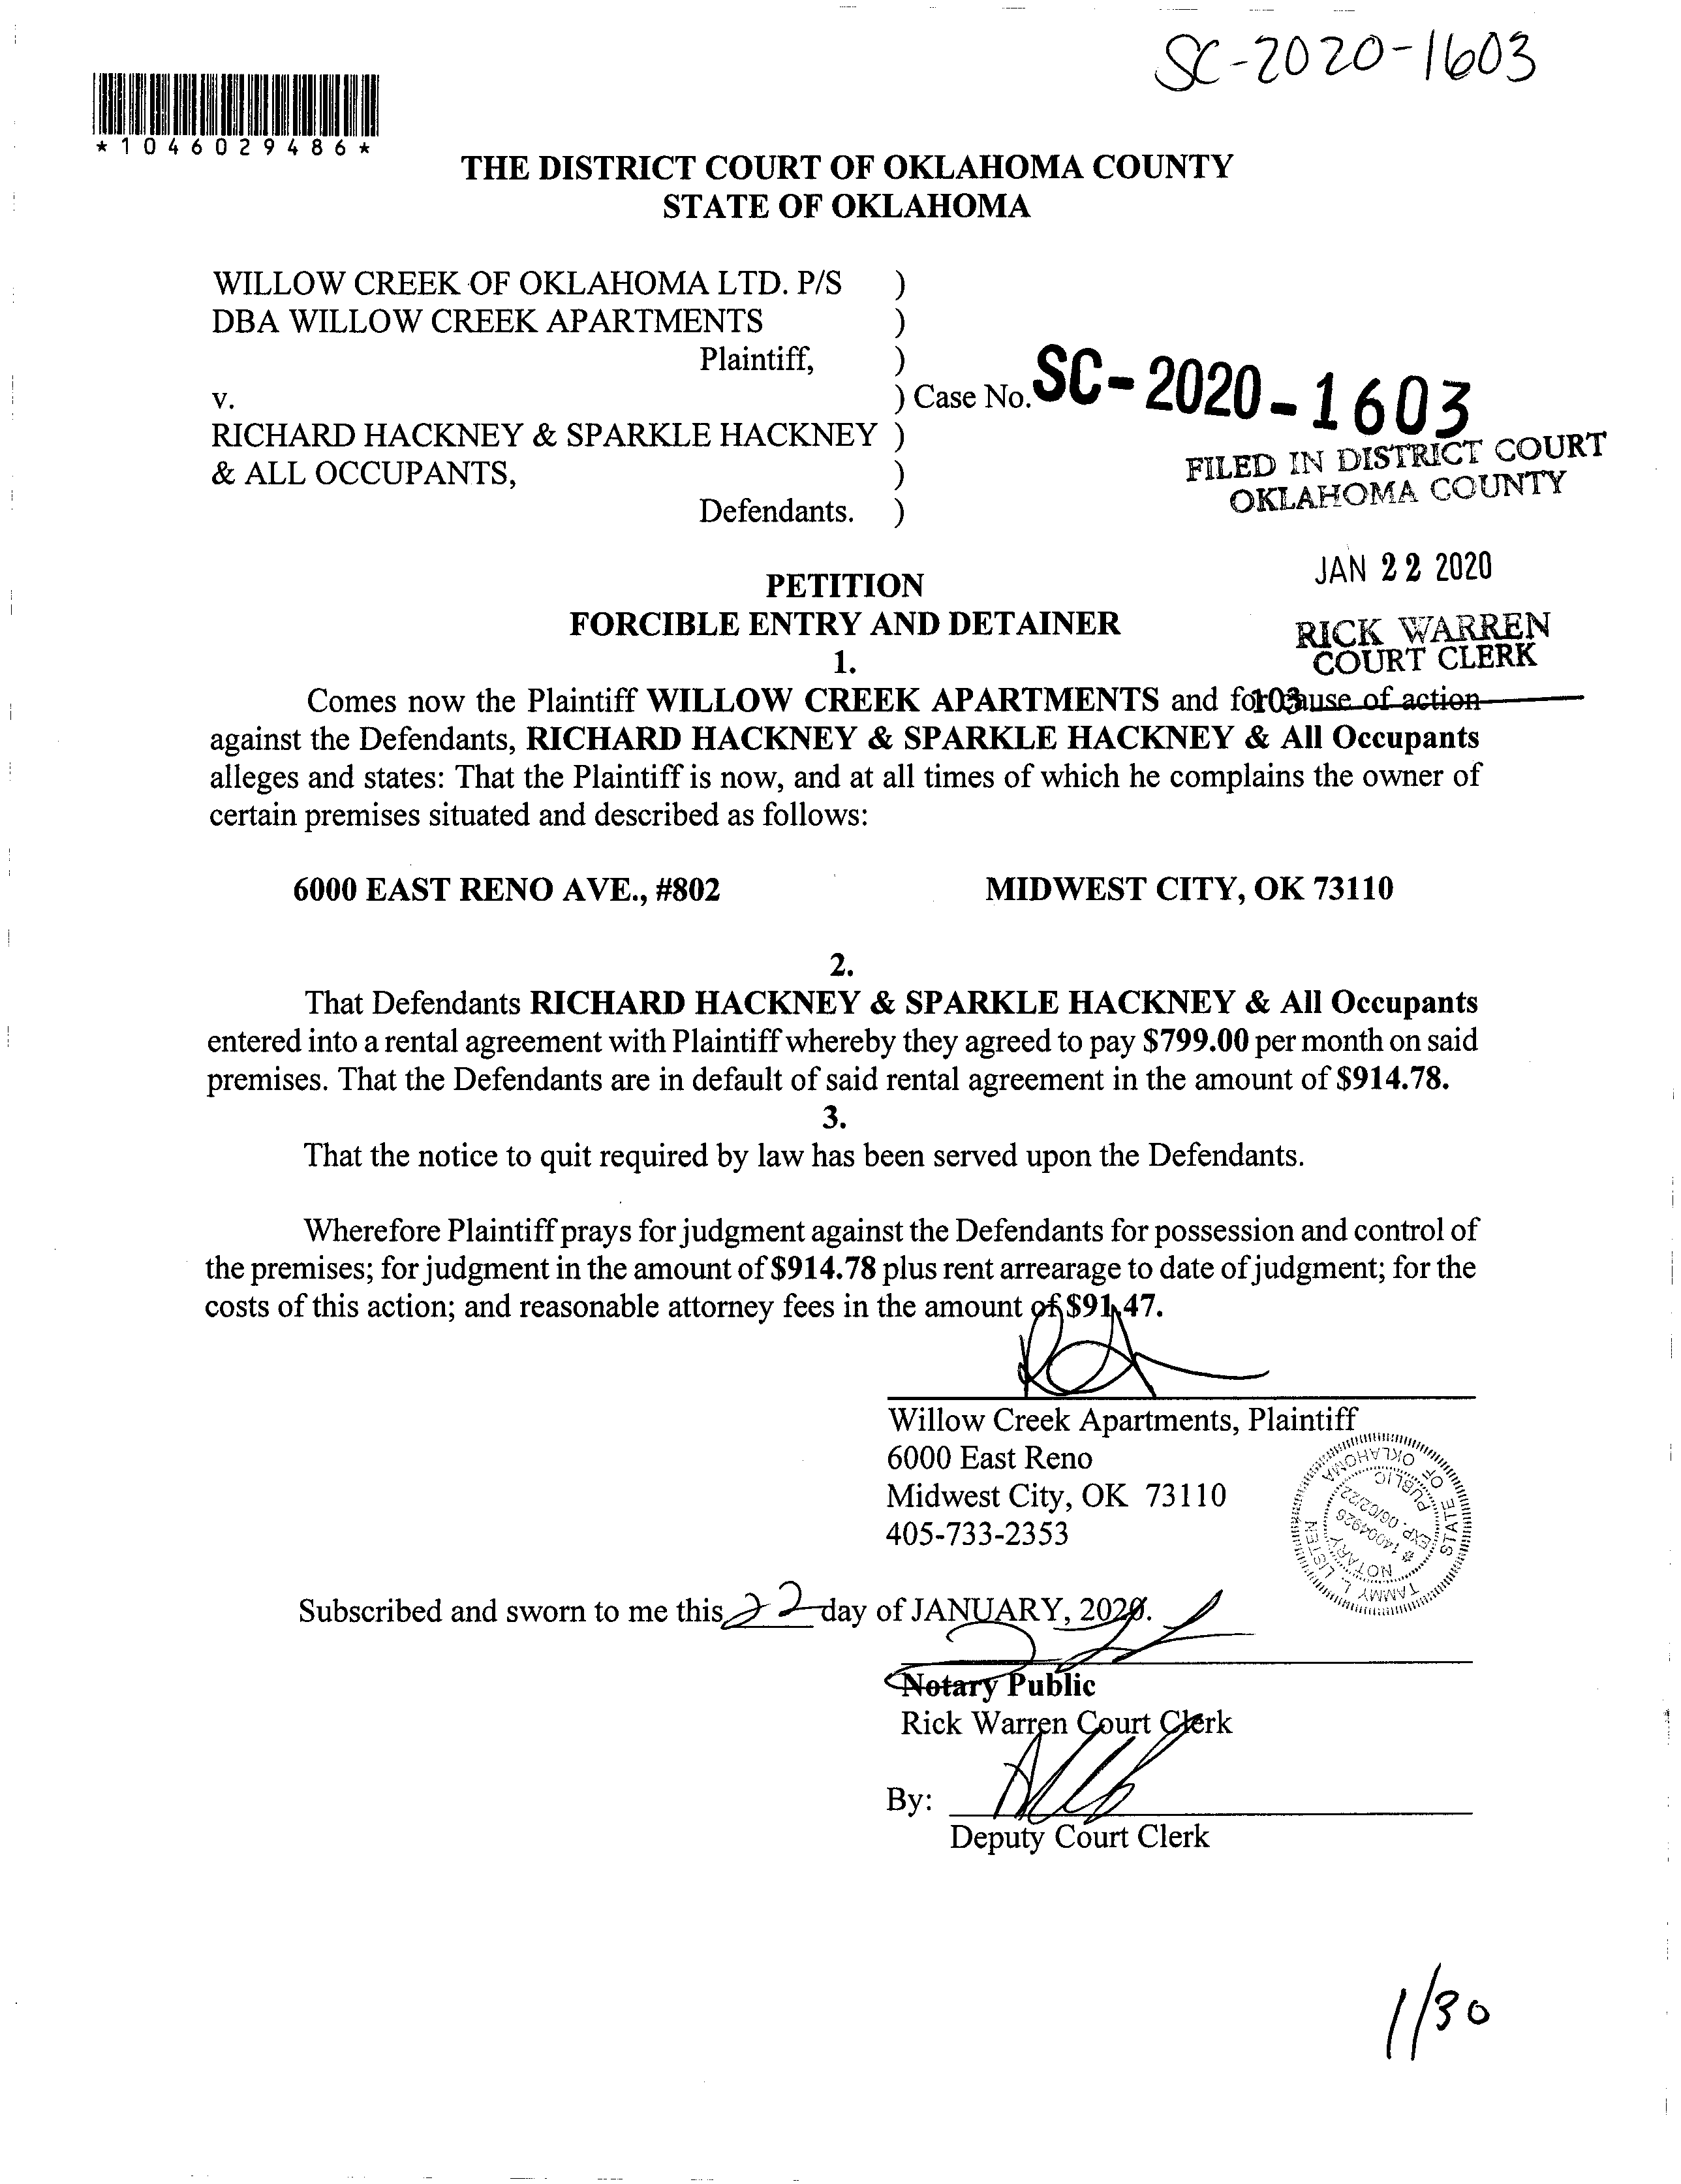 SC-2020-1603
*1046029486*
THE DISTRICT COURT OF OKLAHOMA COUNTY
STATE OF OKLAHOMA
WILLOW CREEK OF OKLAHOMA LTD. P/S )
DBA WILLOW CREEK APARTMENTS )
Plaintiff, )
v. ) Case No. SC-2020-1603
RICHARD HACKNEY & SPARKLE HACKNEY )
& ALL OCCUPANTS, )
Defendants. )
FILED IN DISTRICT COURT
OKLAHOMA COUNTY
JAN 22 2020
RICK WARREN
COURT CLERK
103
PETITION
FORCIBLE ENTRY AND DETAINER
1.
Comes now the Plaintiff WILLOW CREEK APARTMENTS and for cause of action
against the Defendants, RICHARD HACKNEY & SPARKLE HACKNEY & All Occupants
alleges and states: That the Plaintiff is now, and at all times of which he complains the owner of
certain premises situated and described as follows:
6000 EAST RENO AVE., #802 MIDWEST CITY, OK 73110
2.
That Defendants RICHARD HACKNEY & SPARKLE HACKNEY & All Occupants
entered into a rental agreement with Plaintiff whereby they agreed to pay $799.00 per month on said
premises. That the Defendants are in default of said rental agreement in the amount of $914.78.
3.
That the notice to quit required by law has been served upon the Defendants.
Wherefore Plaintiff prays for judgment against the Defendants for possession and control of
the premises; for judgment in the amount of $914.78 plus rent arrearage to date of judgment; for the
costs of this action; and reasonable attorney fees in the amount of $91.47.
Willow Creek Apartments, Plaintiff
6000 East Reno
Midwest City, OK 73110
405-733-2353
TAMMY L. LISTEN
STATE OF OKLAHOMA
NOTARY PUBLIC
# 14004926
EXP. 06/02/22
Subscribed and sworn to me this 22 day of JANUARY, 2020.
Notary Public
Rick Warren Court Clerk
By:
Deputy Court Clerk
1/30